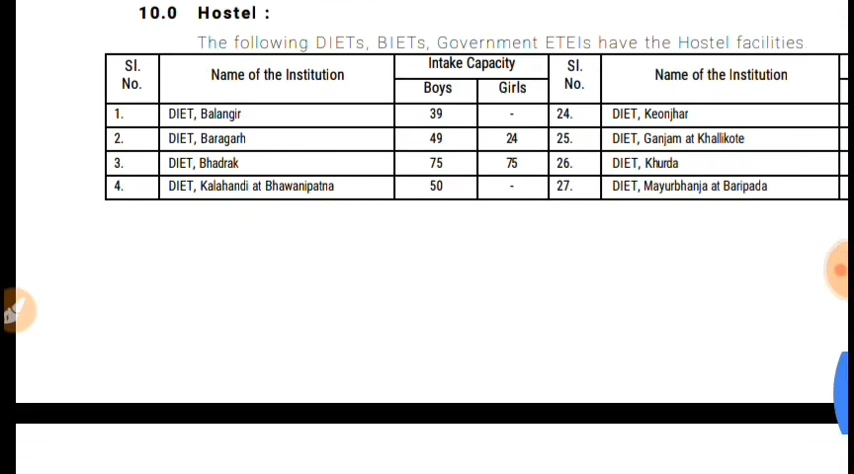 10.0 Hostel :
The following DIETs, BIETs, Government ETEIs have the Hostel facilities
Sl. No. Name of the Institution Intake Capacity Sl. No. Name of the Institution
Boys Girls
1. DIET, Balangir 39 - 24. DIET, Keonjhar
2. DIET, Baragarh 49 24 25. DIET, Ganjam at Khallikote
3. DIET, Bhadrak 75 75 26. DIET, Khurda
4. DIET, Kalahandi at Bhawanipatna 50 - 27. DIET, Mayurbhanja at Baripada